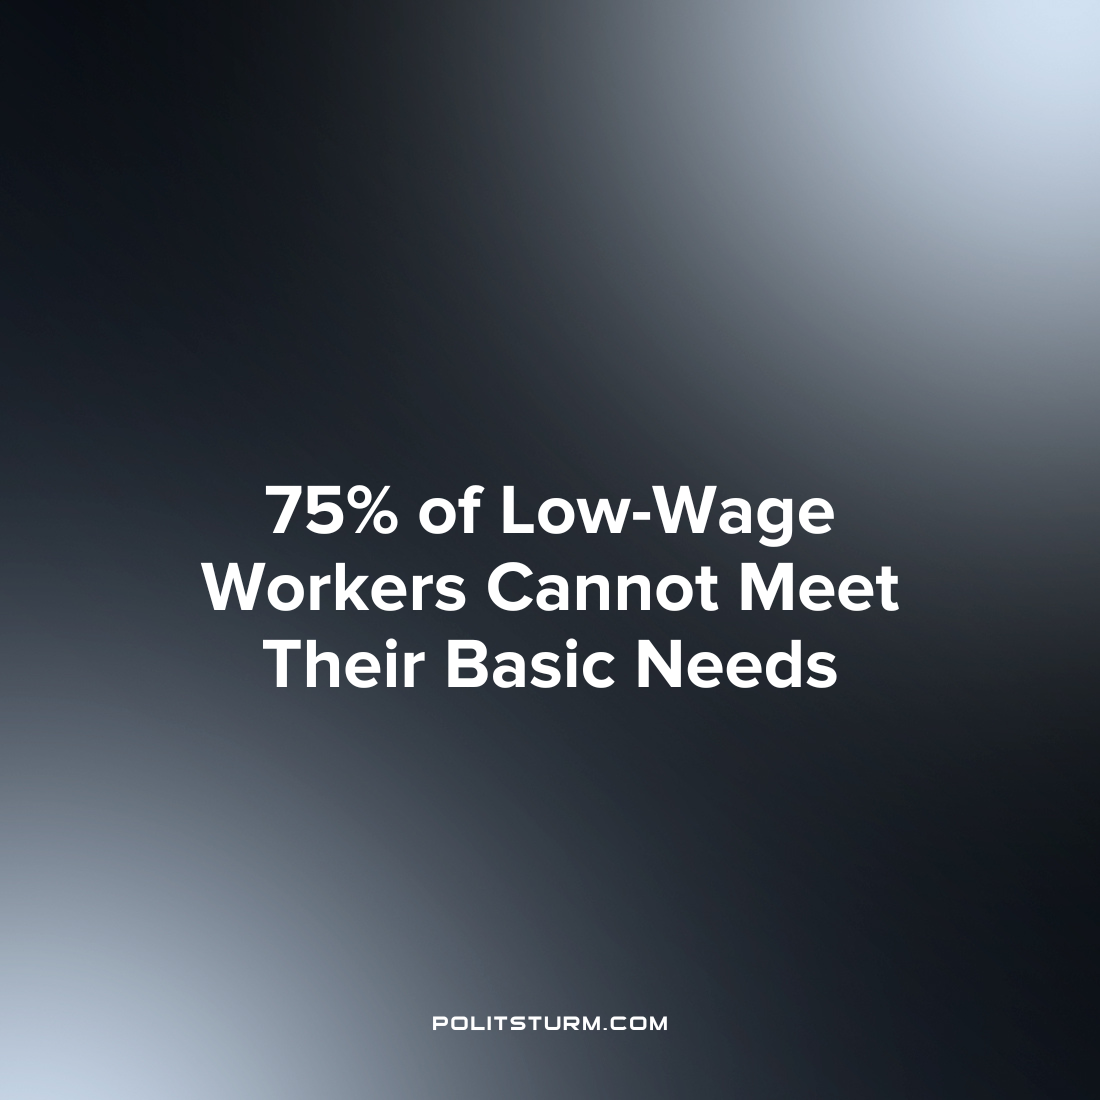 75% of Low-Wage
Workers Cannot Meet
Their Basic Needs
POLITSTURM.COM